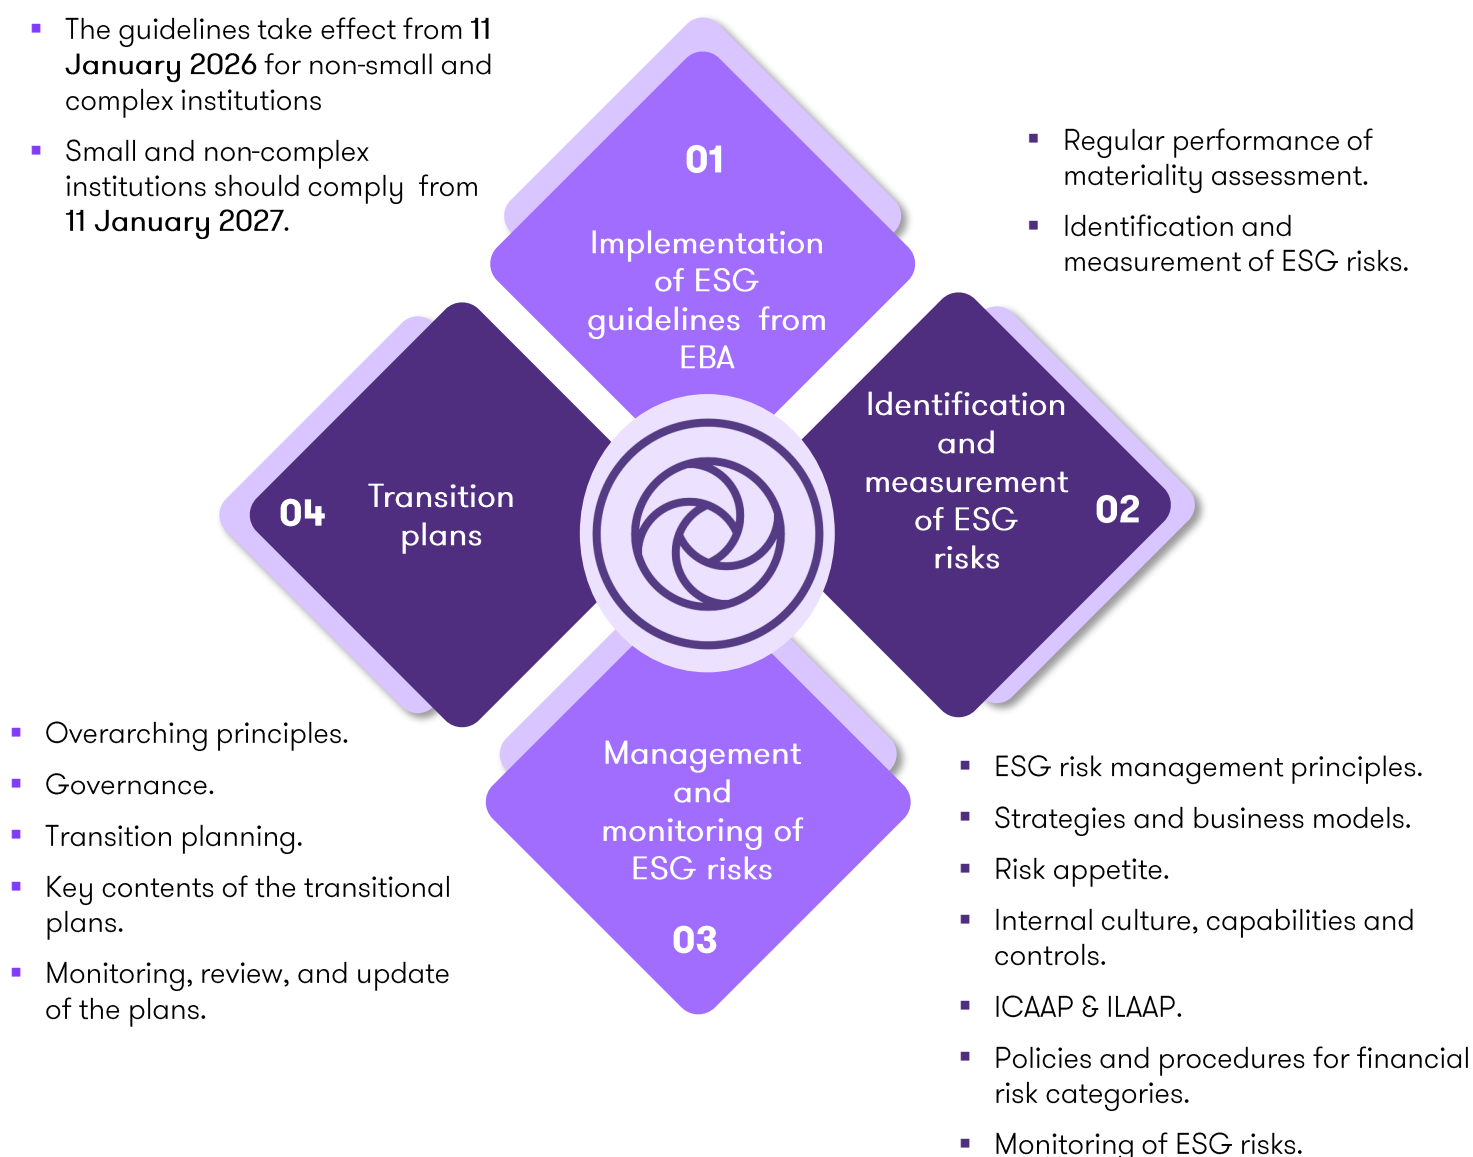 The guidelines take effect from 11
January 2026 for non-small and
complex institutions
Small and non-complex
institutions should comply  from
11 January 2027.
01
Implementation
of ESG
guidelines  from
EBA
Regular performance of
materiality assessment.
Identification and
measurement of ESG risks.
Identification
and
measurement
of ESG
risks
02
04
Transition
plans
Management
and
monitoring of
ESG risks
03
Overarching principles.
Governance.
Transition planning.
Key contents of the transitional
plans.
Monitoring, review, and update
of the plans.
ESG risk management principles.
Strategies and business models.
Risk appetite.
Internal culture, capabilities and
controls.
ICAAP & ILAAP.
Policies and procedures for financial
risk categories.
Monitoring of ESG risks.